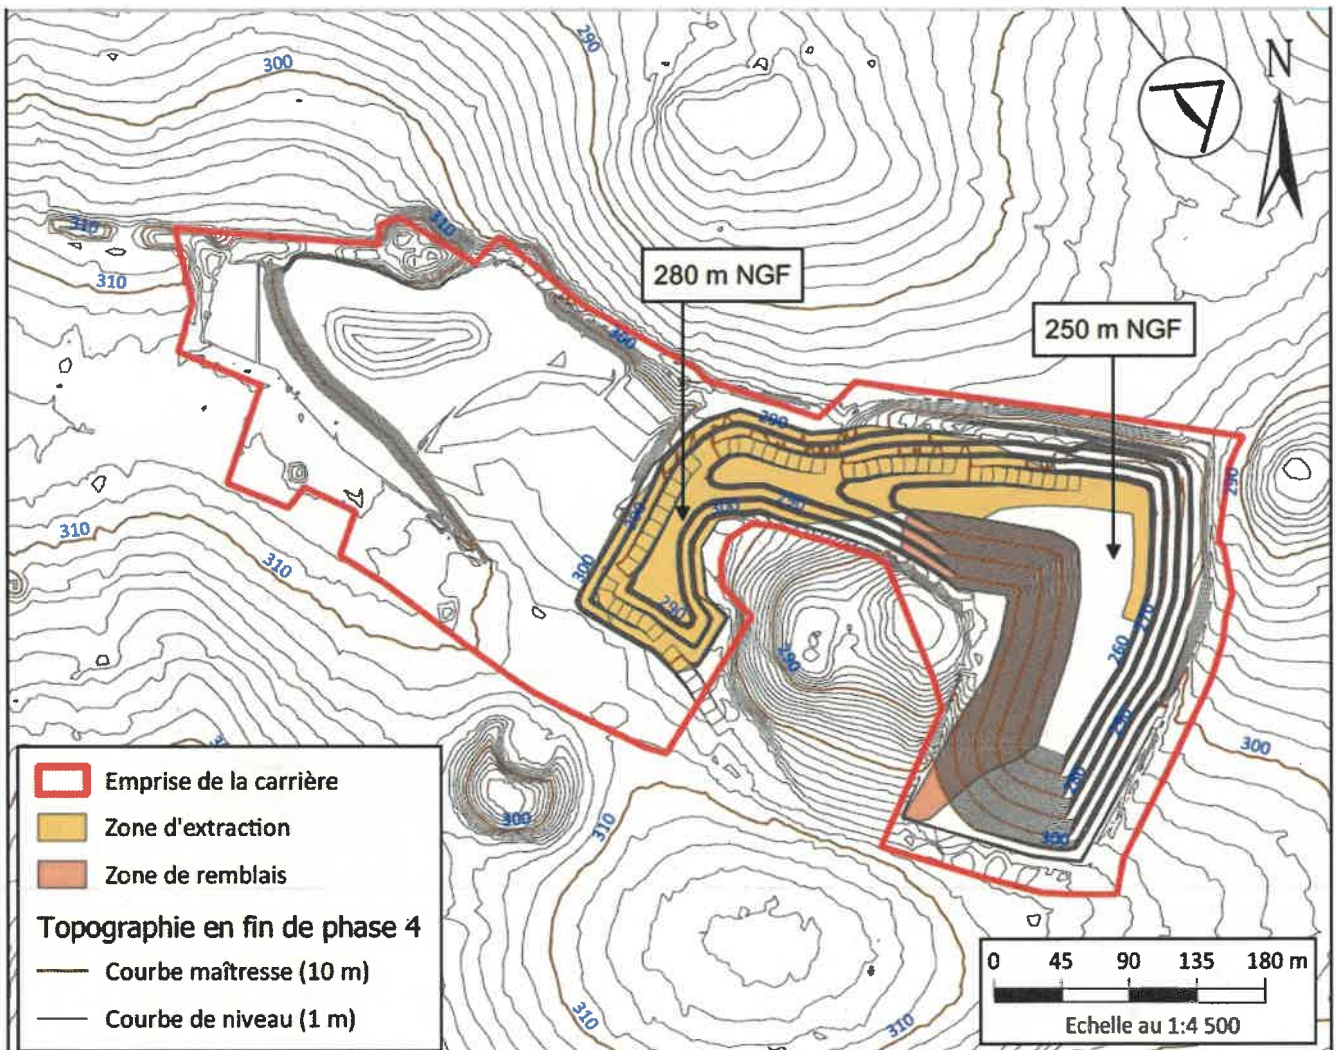 290
300
N
310
310
310
280 m NGF
250 m NGF
300
290
290
290
300
300
290
270
310
310
260
290
290
300
280
300
300
310
310
310
Emprise de la carrière
Zone d'extraction
Zone de remblais
Topographie en fin de phase 4
Courbe maîtresse (10 m)
Courbe de niveau (1 m)
0 45 90 135 180 m
Echelle au 1:4 500